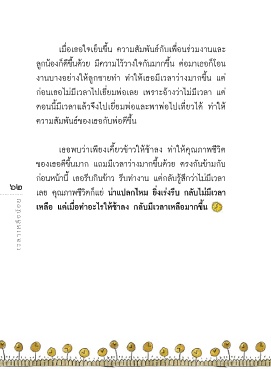 เมื่อเธอใจเย็นขึ้น ความสัมพันธ์กับเพื่อนร่วมงานและ
ลูกน้องก็ดีขึ้นด้วย มีความไว้วางใจกันมากขึ้น ต่อมาเธอก็โอน
งานบางอย่างให้ลูกชายทำ ทำให้เธอมีเวลาว่างมากขึ้น แต่
ก่อนเธอไม่มีเวลาไปเยี่ยมพ่อเลย เพราะอ้างว่าไม่มีเวลา แต่
ตอนนี้มีเวลาแล้วจึงไปเยี่ยมพ่อและพาพ่อไปเที่ยวได้ ทำให้
ความสัมพันธ์ของเธอกับพ่อดีขึ้น
เธอพบว่าเพียงเคี้ยวข้าวให้ช้าลง ทำให้คุณภาพชีวิต
ของเธอดีขึ้นมาก แถมมีเวลาว่างมากขึ้นด้วย ตรงกันข้ามกับ
ก่อนหน้านี้ เธอรีบกินข้าว รีบทำงาน แต่กลับรู้สึกว่าไม่มีเวลา
เลย คุณภาพชีวิตก็แย่ น่าแปลกไหม ยิ่งเร่งรีบ กลับไม่มีเวลา
เหลือ แต่เมื่อทำอะไรให้ช้าลง กลับมีเวลาเหลือมากขึ้น
๖๒